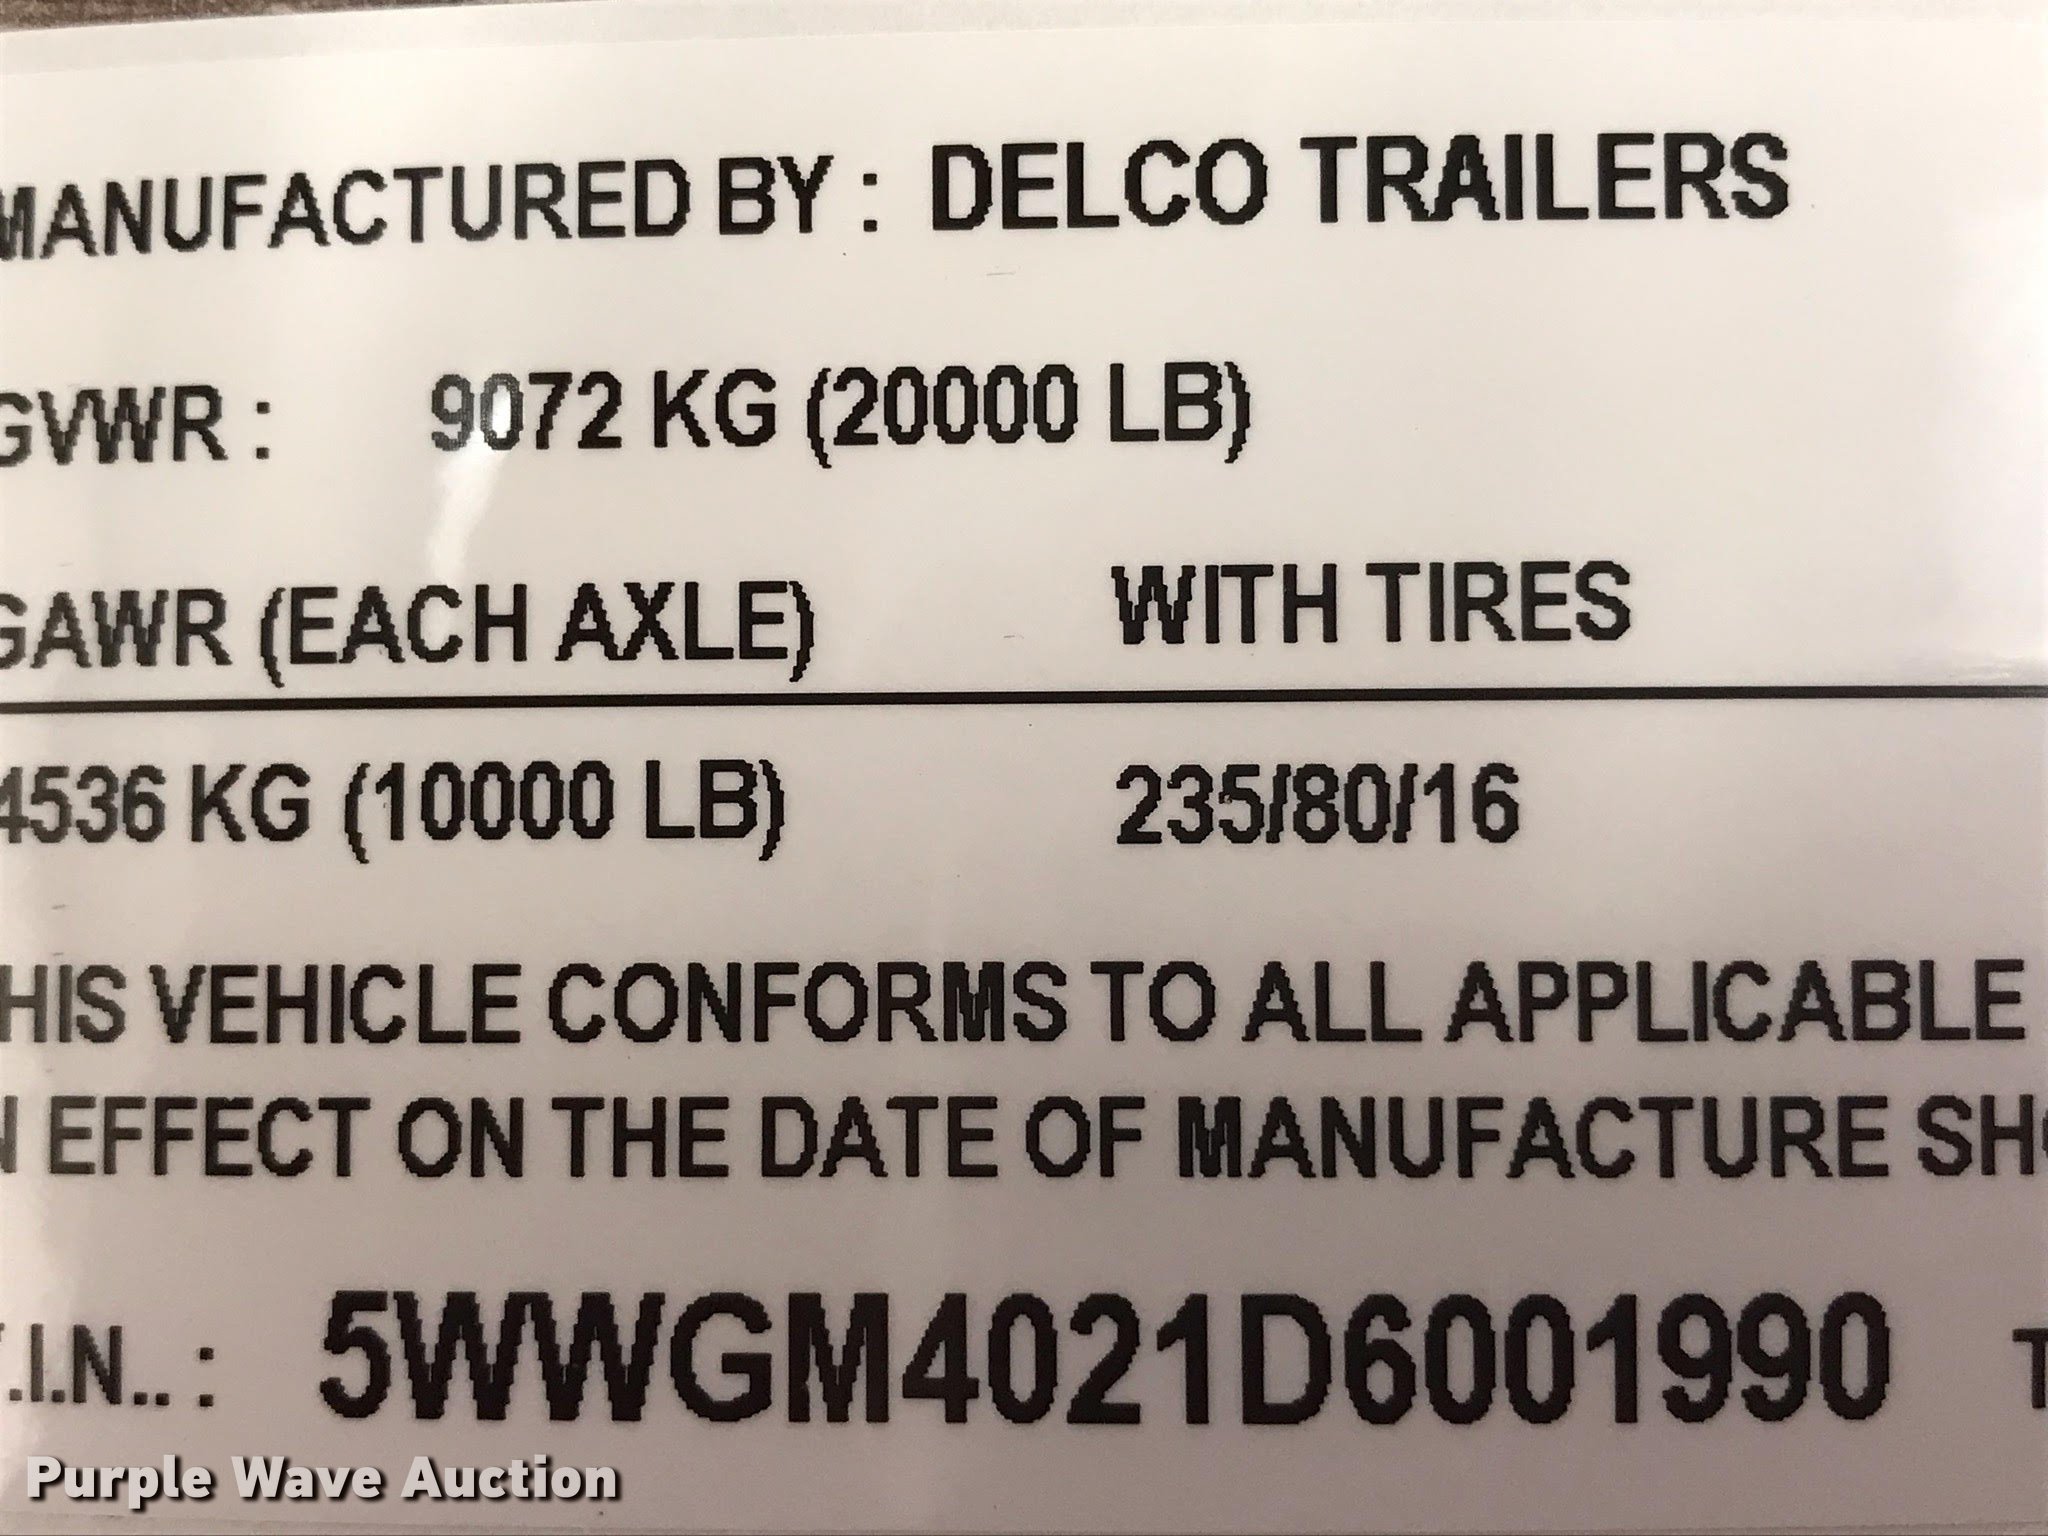 MANUFACTURED BY : DELCO TRAILERS
GVWR : 9072 KG (20000 LB)
GAWR (EACH AXLE) WITH TIRES
4536 KG (10000 LB) 235/80/16
HIS VEHICLE CONFORMS TO ALL APPLICABLE
N EFFECT ON THE DATE OF MANUFACTURE SH
.I.N.. : 5WWGM4021D6001990 T
Purple Wave Auction